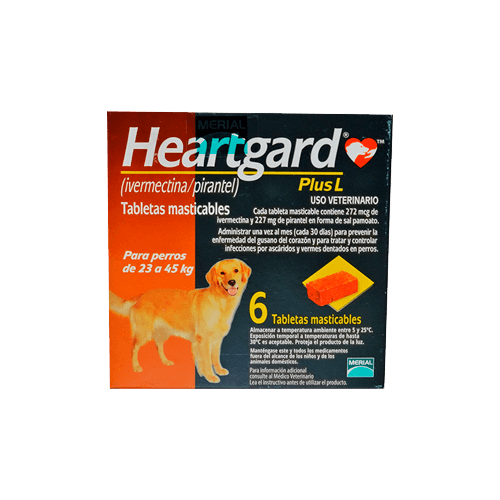 MERIAL
Heartgard®
TM
Plus L
(ivermectina/pirantel)
Tabletas masticables
USO VETERINARIO
Cada tableta masticable contiene 272 mcg de
ivermectina y 227 mg de pirantel en forma de sal pamoato.
Administrar una vez al mes (cada 30 días) para prevenir la
enfermedad del gusano del corazón y para tratar y controlar
infecciones por ascáridos y vermes dentados en perros.
Para perros
de 23 a 45 kg
6 Tabletas masticables
Almacenar a temperatura ambiente entre 5 y 25°C.
Exposición temporal a temperaturas de hasta
30°C es aceptable. Proteja el producto de la luz.
Manténgase este y todos los medicamentos
fuera del alcance de los niños y de los
animales domésticos.
Para información adicional
consulte al Médico Veterinario
Lea el instructivo antes de utilizar el producto.
MERIAL